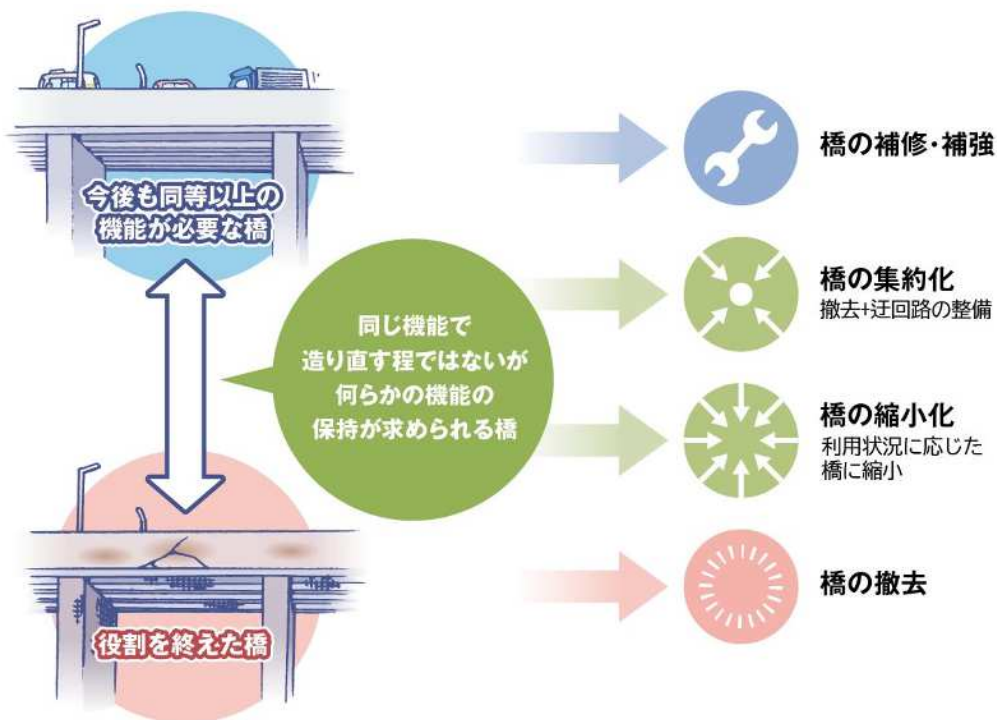 今後も同等以上の
機能が必要な橋
同じ機能で
造り直す程ではないが
何らかの機能の
保持が求められる橋
役割を終えた橋
橋の補修・補強
橋の集約化
撤去+迂回路の整備
橋の縮小化
利用状況に応じた
橋に縮小
橋の撤去